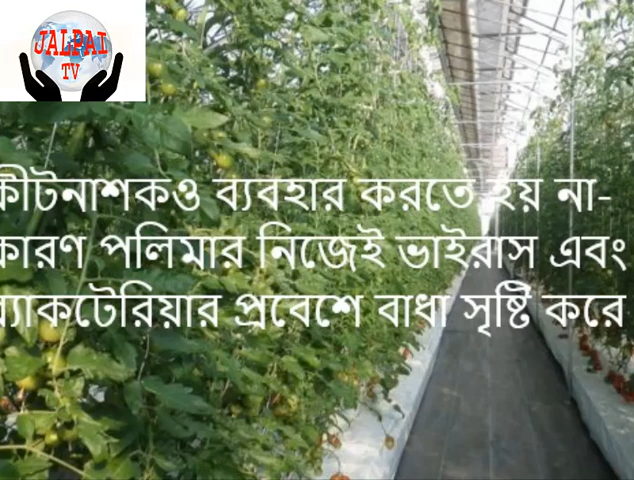 JALPAI
TV
কীটনাশকও ব্যবহার করতে হয় না-
কারণ পলিমার নিজেই ভাইরাস এবং
ব্যাকটেরিয়ার প্রবেশে বাধা সৃষ্টি করে